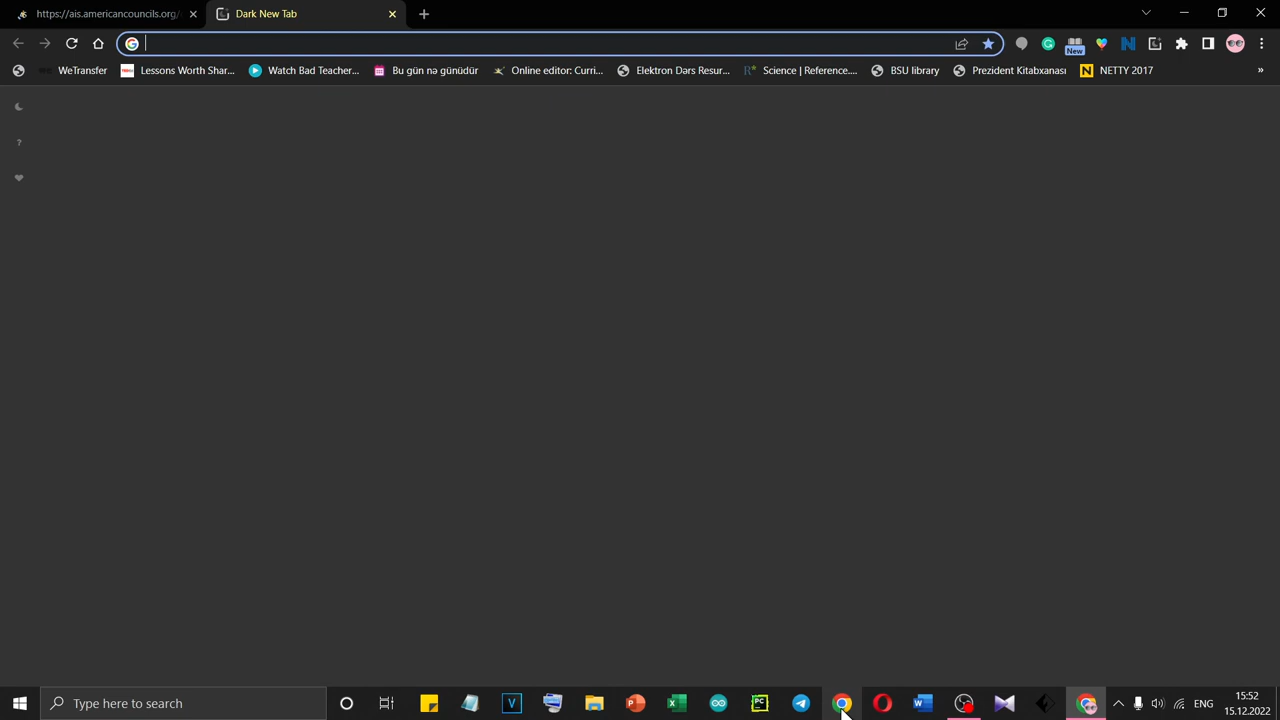 https://ais.americancouncils.org/
Dark New Tab
New
WeTransfer
Lessons Worth Shar...
Watch Bad Teacher...
Bu gün nə günüdür
Online editor: Curri...
Elektron Dərs Resur...
Science | Reference....
BSU library
Prezident Kitabxanası
NETTY 2017
»
?
Type here to search
ENG
15:52
15.12.2022